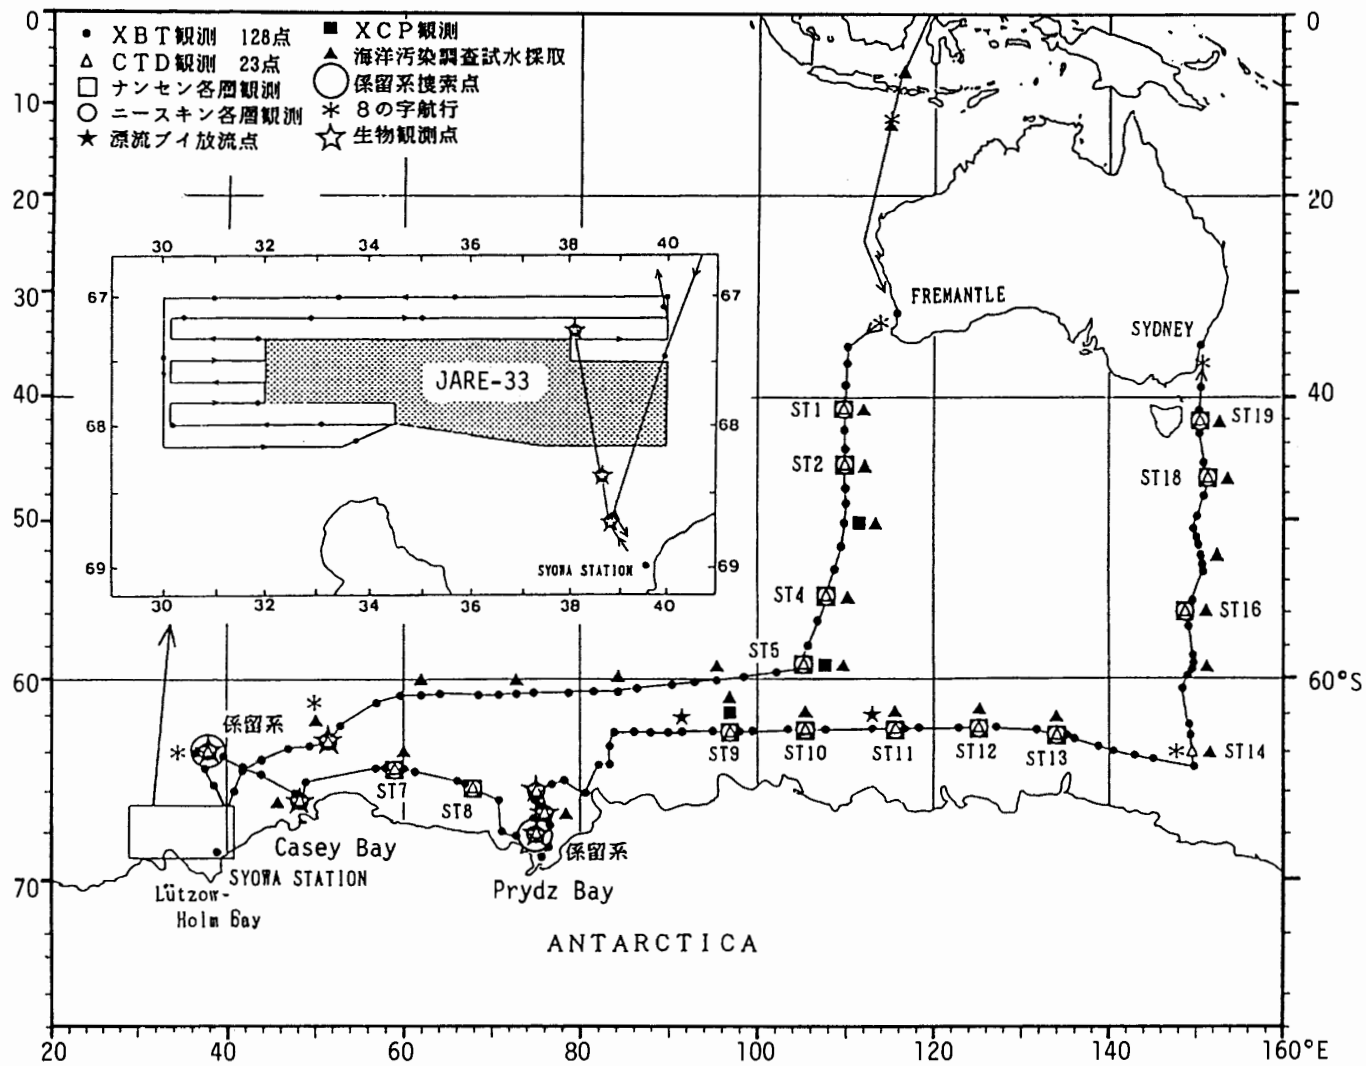 • XBT観測 128点
△ CTD観測 23点
□ ナンセン各層観測
○ ニースキン各層観測
★ 漂流ブイ放流点
■ XCP観測
▲ 海洋汚染調査試水採取
◯ 係留系捜索点
＊ 8の字航行
☆ 生物観測点
0
10
20
30
40
50
60
70
0
10
20
30
40
50
60°S
70
30 32 34 36 38 40
67
68
69
67
68
69
JARE-33
SYOWA STATION
30 32 34 36 38 40
FREMANTLE
SYDNEY
ST1
ST2
ST4
ST5
ST19
ST18
ST16
ST14
係留系
ST7
ST8
ST9
ST10
ST11
ST12
ST13
係留系
Casey Bay
SYOWA STATION
Lützow-
Holm Bay
Prydz Bay
ANTARCTICA
20 40 60 80 100 120 140 160°E